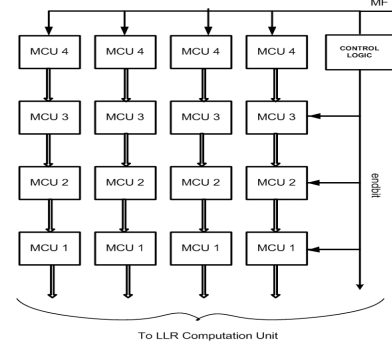 MF
MCU 4 MCU 4 MCU 4 MCU 4 CONTROL
LOGIC
MCU 3 MCU 3 MCU 3 MCU 3
MCU 2 MCU 2 MCU 2 MCU 2
endbit
MCU 1 MCU 1 MCU 1 MCU 1
To LLR Computation Unit